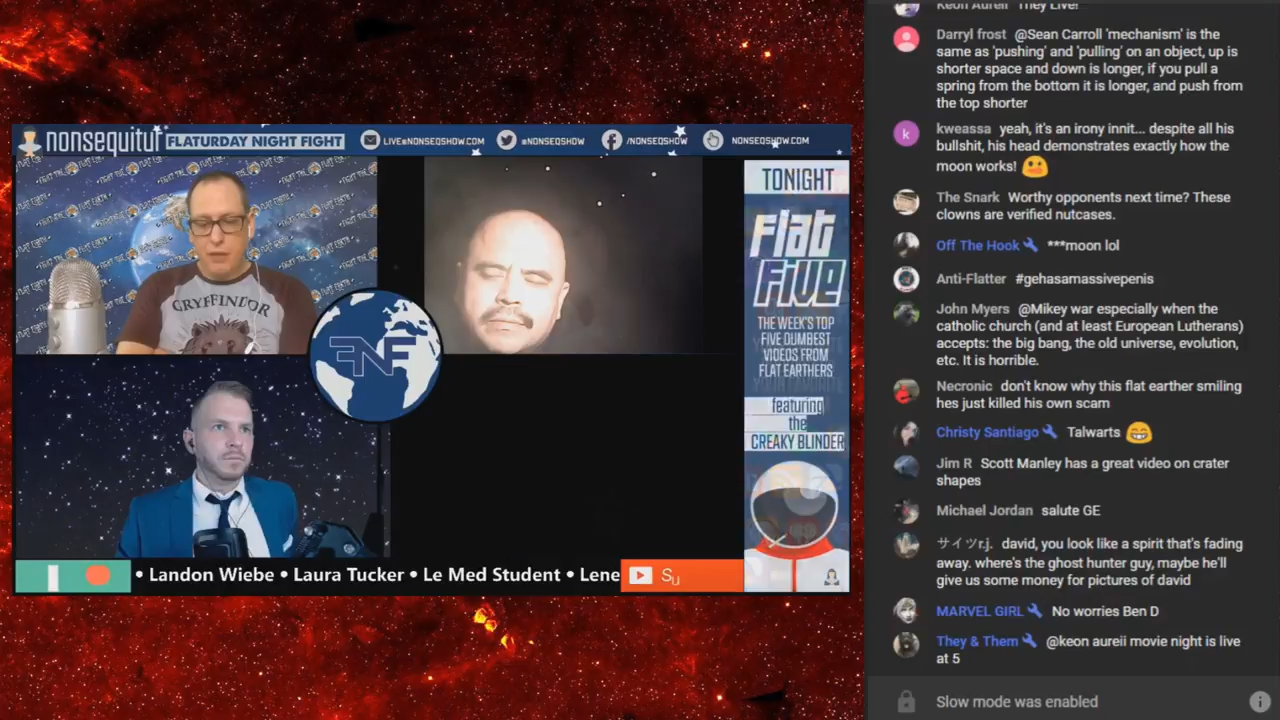 nonsequitur
FLATURDAY NIGHT FIGHT
LIVE@NONSEQSHOW.COM
@NONSEQSHOW
/NONSEQSHOW
NONSEQSHOW.COM
GRYFFINDOR
FNF
TONIGHT
Flat
Five
THE WEEK'S TOP
FIVE DUMBEST
VIDEOS FROM
FLAT EARTHERS
featuring
the
CREAKY BLINDER
• Landon Wiebe • Laura Tucker • Le Med Student • Lene
Su
Keon Aureii They Live!
Darryl frost @Sean Carroll 'mechanism' is the
same as 'pushing' and 'pulling' on an object, up is
shorter space and down is longer, if you pull a
spring from the bottom it is longer, and push from
the top shorter
k
kweassa yeah, it's an irony innit... despite all his
bullshit, his head demonstrates exactly how the
moon works!
The Snark Worthy opponents next time? These
clowns are verified nutcases.
Off The Hook ***moon lol
Anti-Flatter #gehasamassivepenis
John Myers @Mikey war especially when the
catholic church (and at least European Lutherans)
accepts: the big bang, the old universe, evolution,
etc. It is horrible.
Necronic don't know why this flat earther smiling
hes just killed his own scam
Christy Santiago Talwarts
Jim R Scott Manley has a great video on crater
shapes
Michael Jordan salute GE
サイツr.j. david, you look like a spirit that's fading
away. where's the ghost hunter guy, maybe he'll
give us some money for pictures of david
MARVEL GIRL No worries Ben D
They & Them @keon aureii movie night is live
at 5
Slow mode was enabled